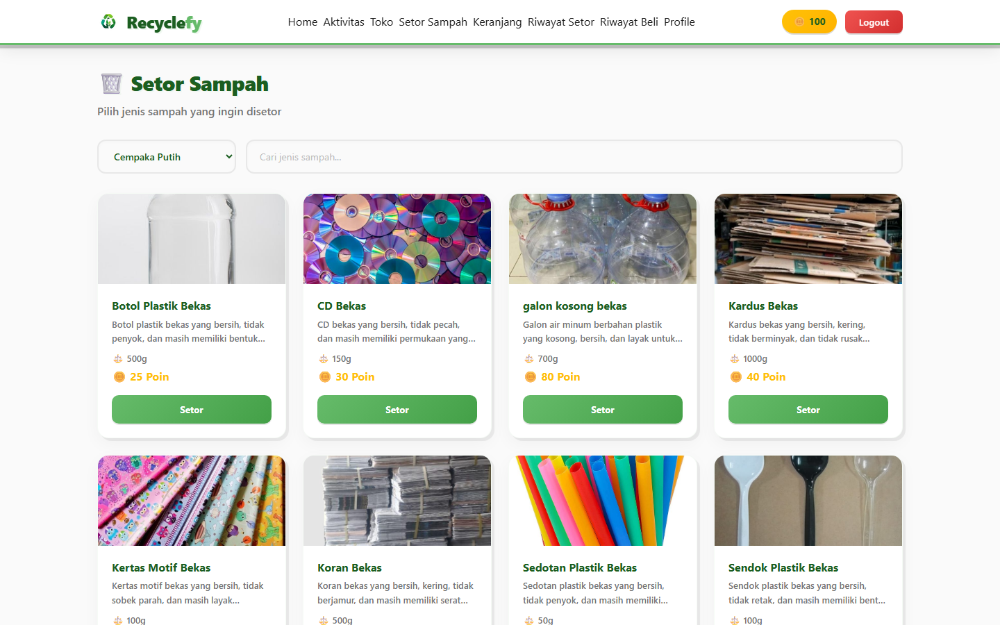 Recyclefy
Home Aktivitas Toko Setor Sampah Keranjang Riwayat Setor Riwayat Beli Profile
100
Logout
Setor Sampah
Pilih jenis sampah yang ingin disetor
Cempaka Putih
Cari jenis sampah...
Botol Plastik Bekas
Botol plastik bekas yang bersih, tidak
penyok, dan masih memiliki bentuk...
500g
25 Poin
Setor
CD Bekas
CD bekas yang bersih, tidak pecah,
dan masih memiliki permukaan yang...
150g
30 Poin
Setor
galon kosong bekas
Galon air minum berbahan plastik
yang kosong, bersih, dan layak untuk...
700g
80 Poin
Setor
Kardus Bekas
Kardus bekas yang bersih, kering,
tidak berminyak, dan tidak rusak...
1000g
40 Poin
Setor
Kertas Motif Bekas
Kertas motif bekas yang bersih, tidak
sobek parah, dan masih layak...
100g
Koran Bekas
Koran bekas yang bersih, kering, tidak
berjamur, dan masih memiliki serat...
500g
Sedotan Plastik Bekas
Sedotan plastik bekas yang bersih,
tidak penyok, dan masih memiliki...
50g
Sendok Plastik Bekas
Sendok plastik bekas yang bersih,
tidak retak, dan masih memiliki bent...
100g